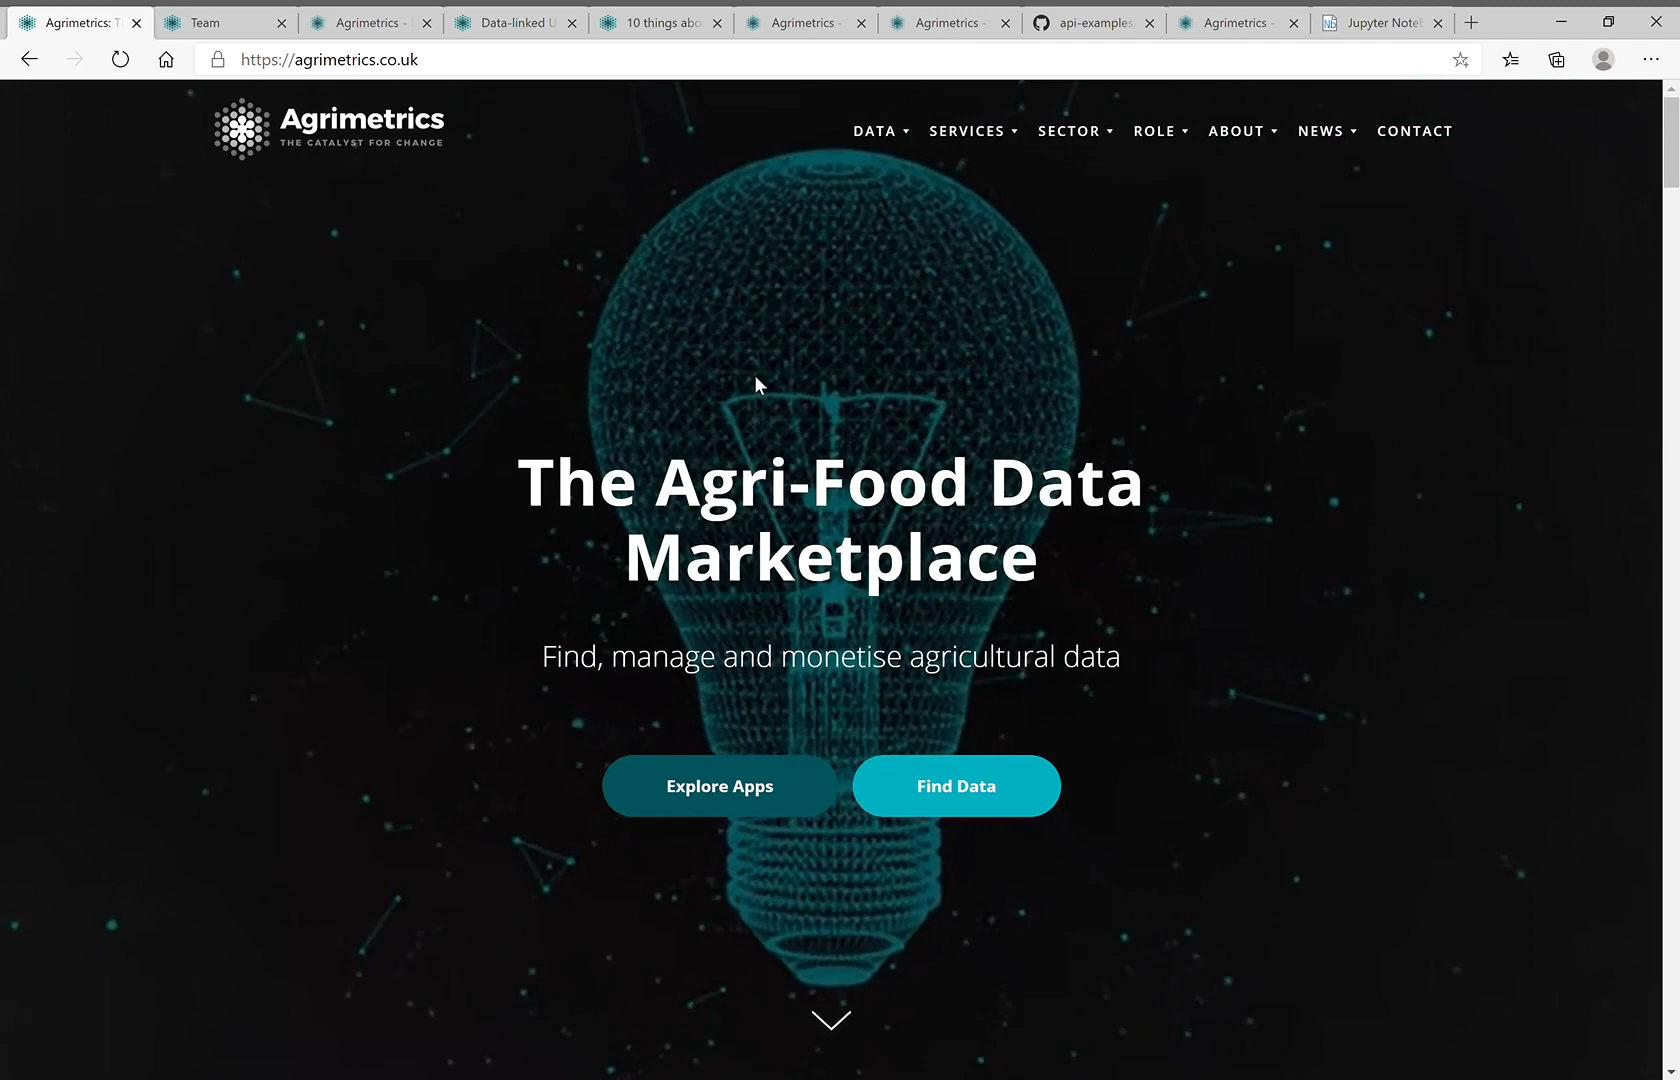 Agrimetrics: T
Team
Agrimetrics -
Data-linked U
10 things abo
Agrimetrics -
Agrimetrics -
api-examples
Agrimetrics -
Jupyter Noteb
https://agrimetrics.co.uk
Agrimetrics
THE CATALYST FOR CHANGE
DATA SERVICES SECTOR ROLE ABOUT NEWS CONTACT
The Agri-Food Data
Marketplace
Find, manage and monetise agricultural data
Explore Apps
Find Data